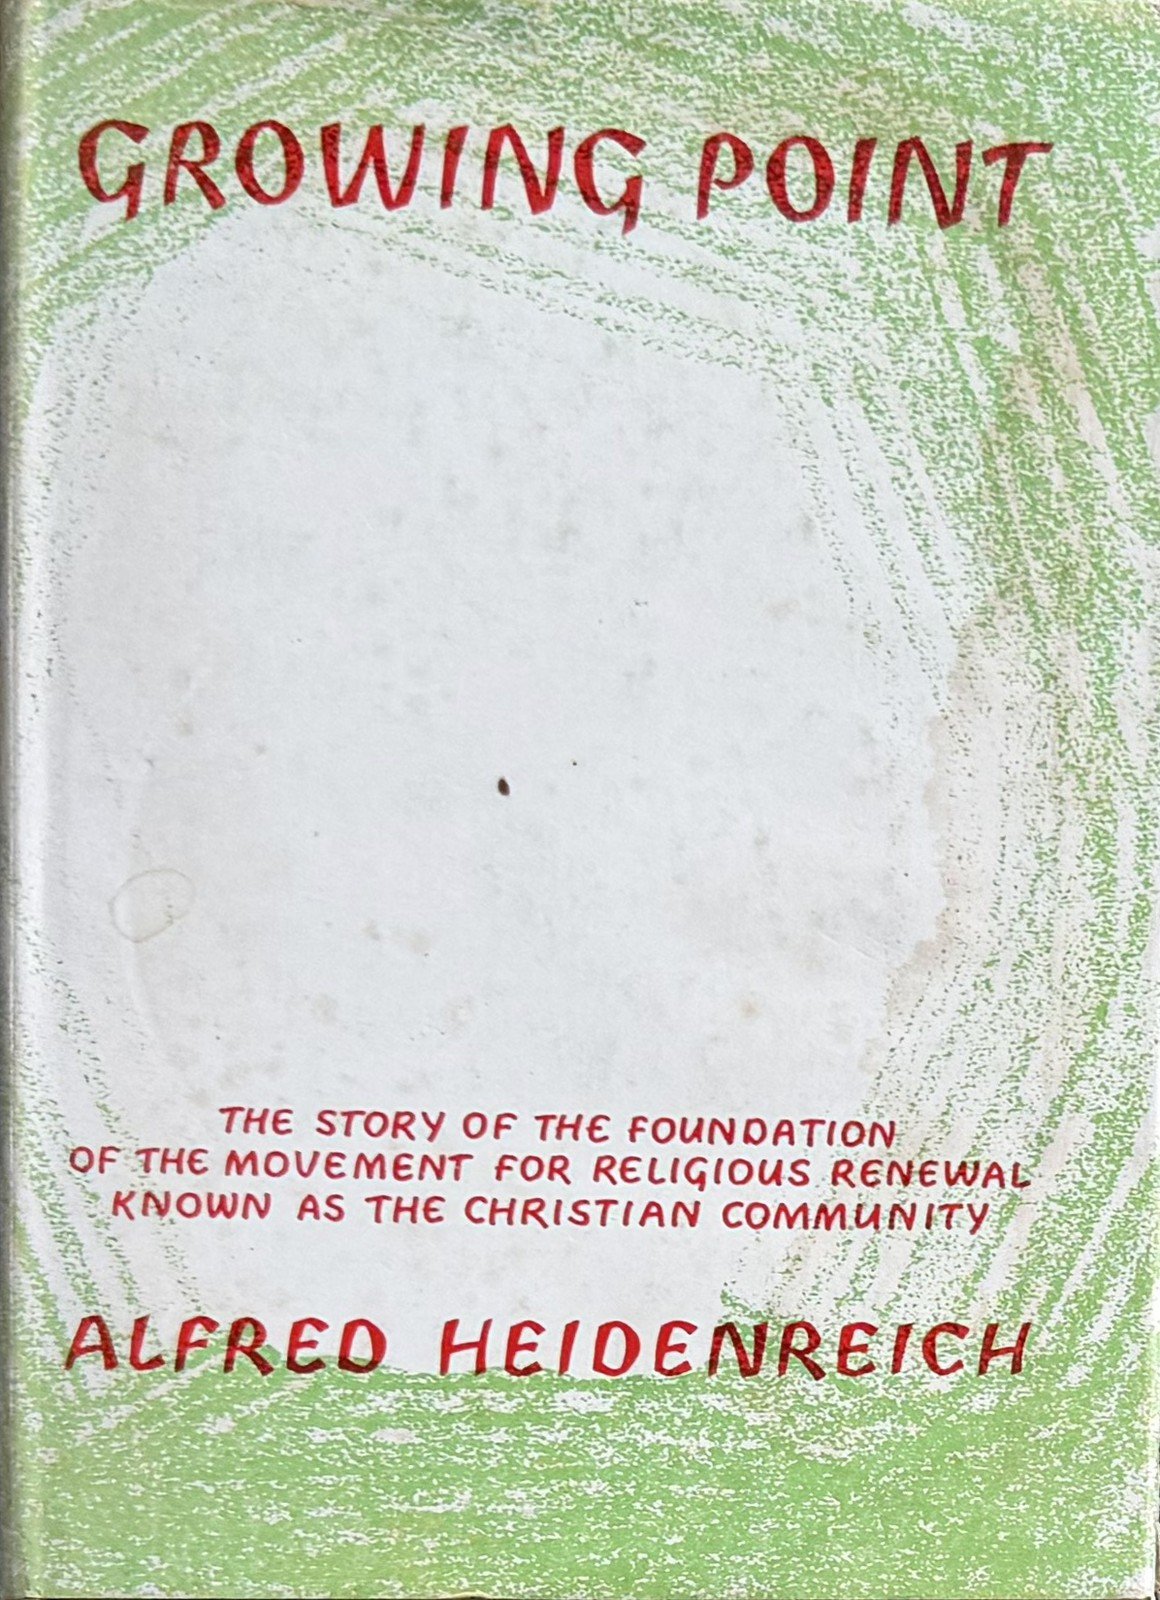 GROWING POINT
THE STORY OF THE FOUNDATION
OF THE MOVEMENT FOR RELIGIOUS RENEWAL
KNOWN AS THE CHRISTIAN COMMUNITY
ALFRED HEIDENREICH